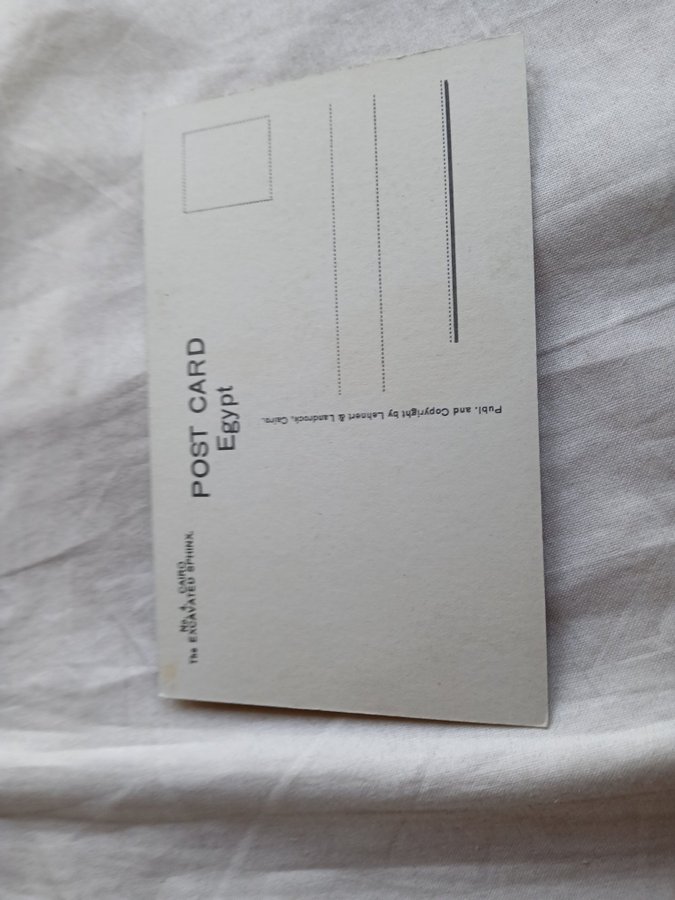 No. 4. CAIRO
The EXCAVATED SPHINX.
POST CARD
Egypt
Publ. and Copyright by Lehnert & Landrock, Cairo.